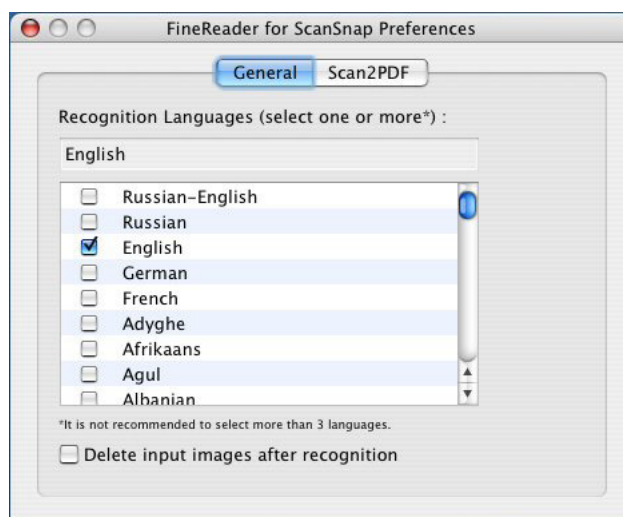 FineReader for ScanSnap Preferences
General Scan2PDF
Recognition Languages (select one or more*) :
English
Russian-English
Russian
English
German
French
Adyghe
Afrikaans
Agul
Albanian
*It is not recommended to select more than 3 languages.
Delete input images after recognition